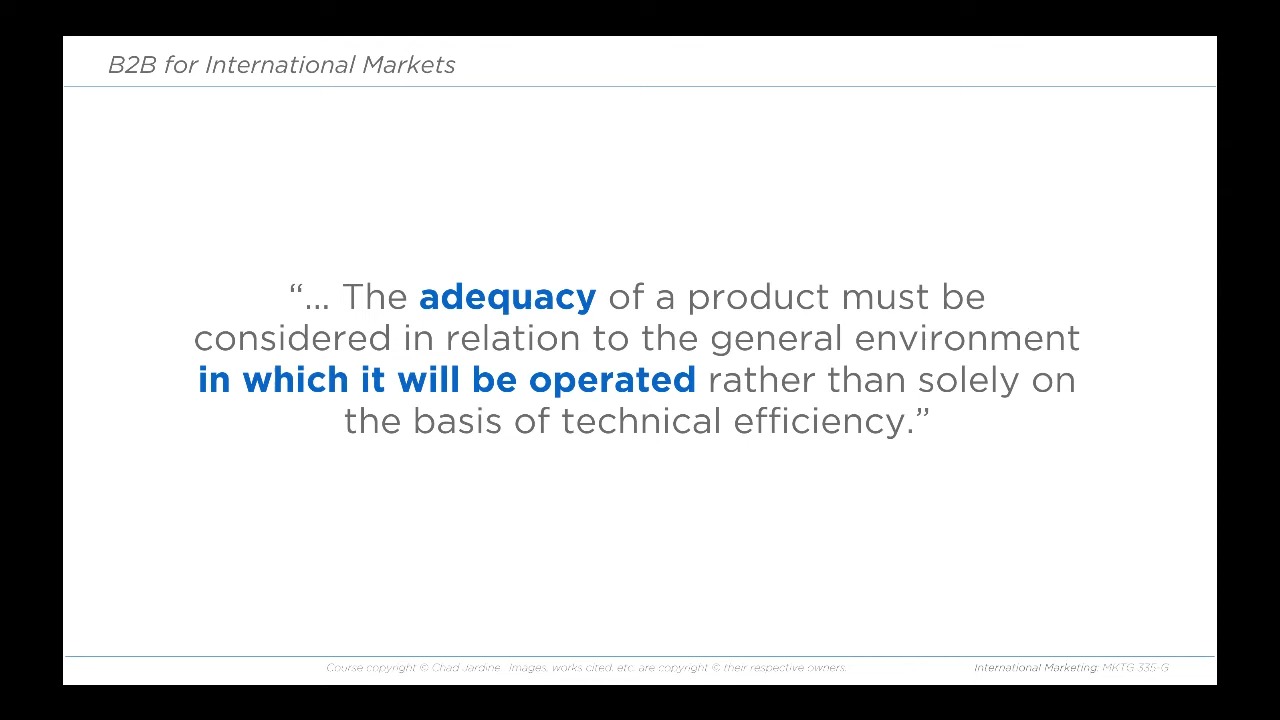 B2B for International Markets
“... The adequacy of a product must be
considered in relation to the general environment
in which it will be operated rather than solely on
the basis of technical efficiency.”
Course copyright © Chad Jardine. Images, works cited, etc. are copyright © their respective owners.
International Marketing: MKTG 335-G